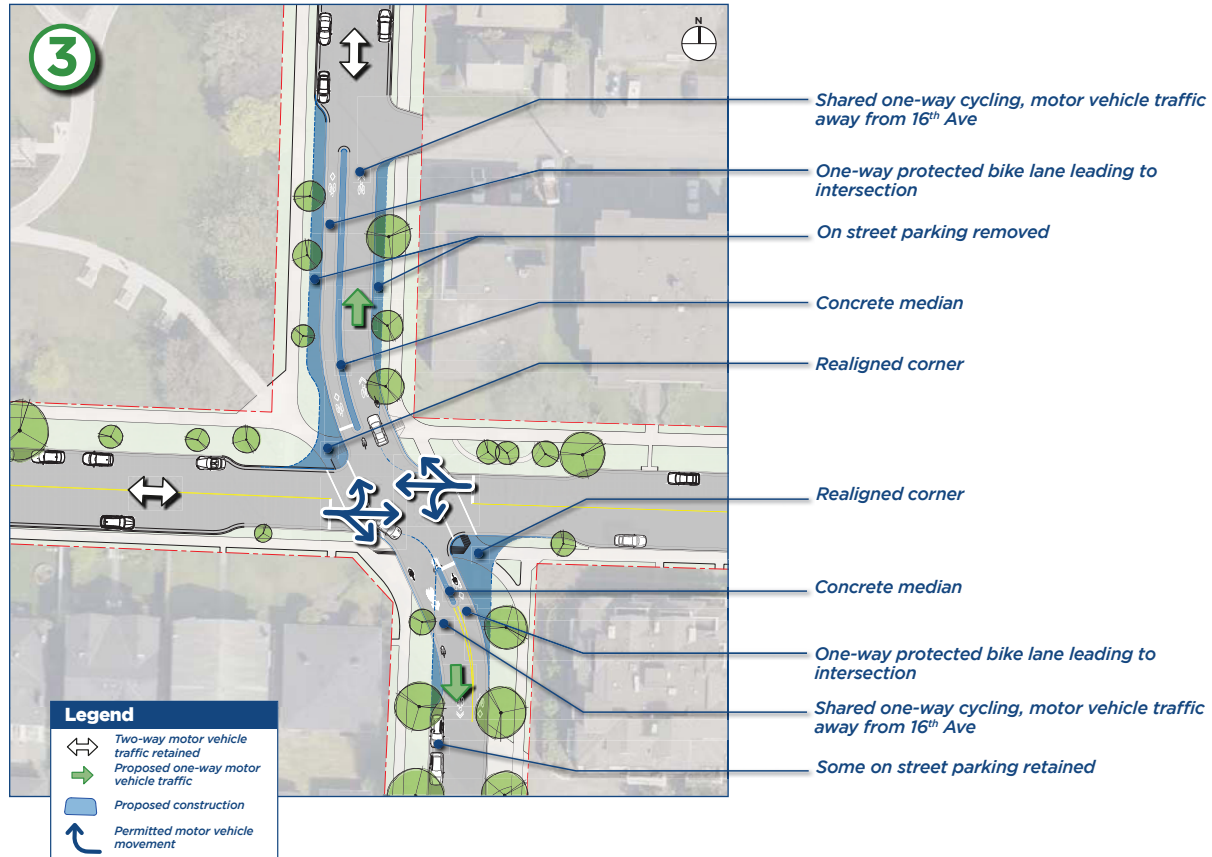 3
N
Shared one-way cycling, motor vehicle traffic
away from 16th Ave
One-way protected bike lane leading to
intersection
On street parking removed
Concrete median
Realigned corner
Realigned corner
Concrete median
One-way protected bike lane leading to
intersection
Shared one-way cycling, motor vehicle traffic
away from 16th Ave
Some on street parking retained
Legend
Two-way motor vehicle
traffic retained
Proposed one-way motor
vehicle traffic
Proposed construction
Permitted motor vehicle
movement